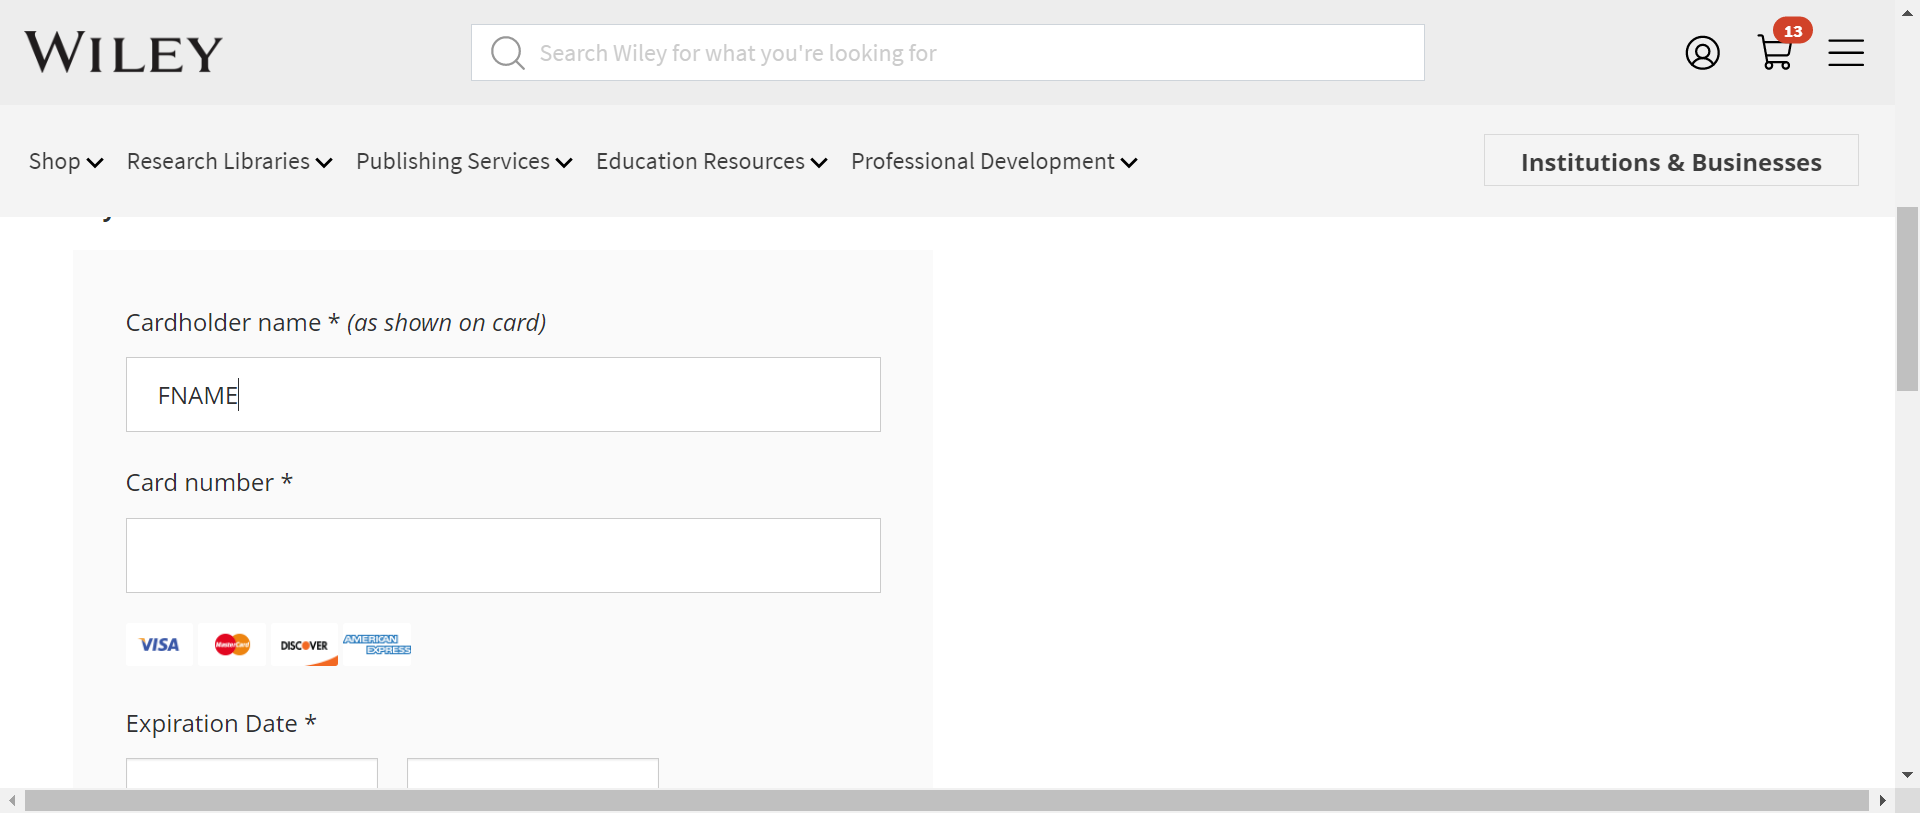 WILEY
Search Wiley for what you're looking for
13
Shop Research Libraries Publishing Services Education Resources Professional Development
Institutions & Businesses
Cardholder name * (as shown on card)
FNAME
Card number *
VISA MasterCard DISCOVER AMERICAN EXPRESS
Expiration Date *